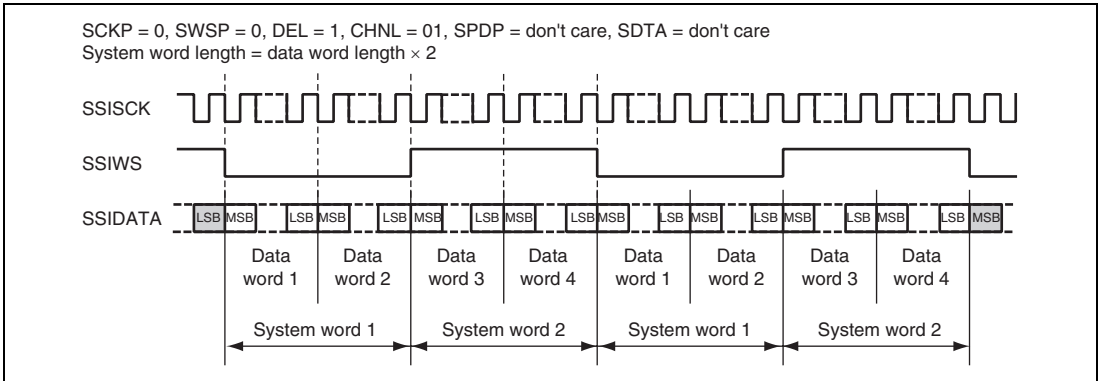 SCKP = 0, SWSP = 0, DEL = 1, CHNL = 01, SPDP = don't care, SDTA = don't care
System word length = data word length × 2
SSISCK
SSIWS
SSIDATA LSB MSB LSB MSB LSB MSB LSB MSB LSB MSB LSB MSB LSB MSB LSB MSB LSB MSB
Data word 1 Data word 2 Data word 3 Data word 4 Data word 1 Data word 2 Data word 3 Data word 4
System word 1 System word 2 System word 1 System word 2